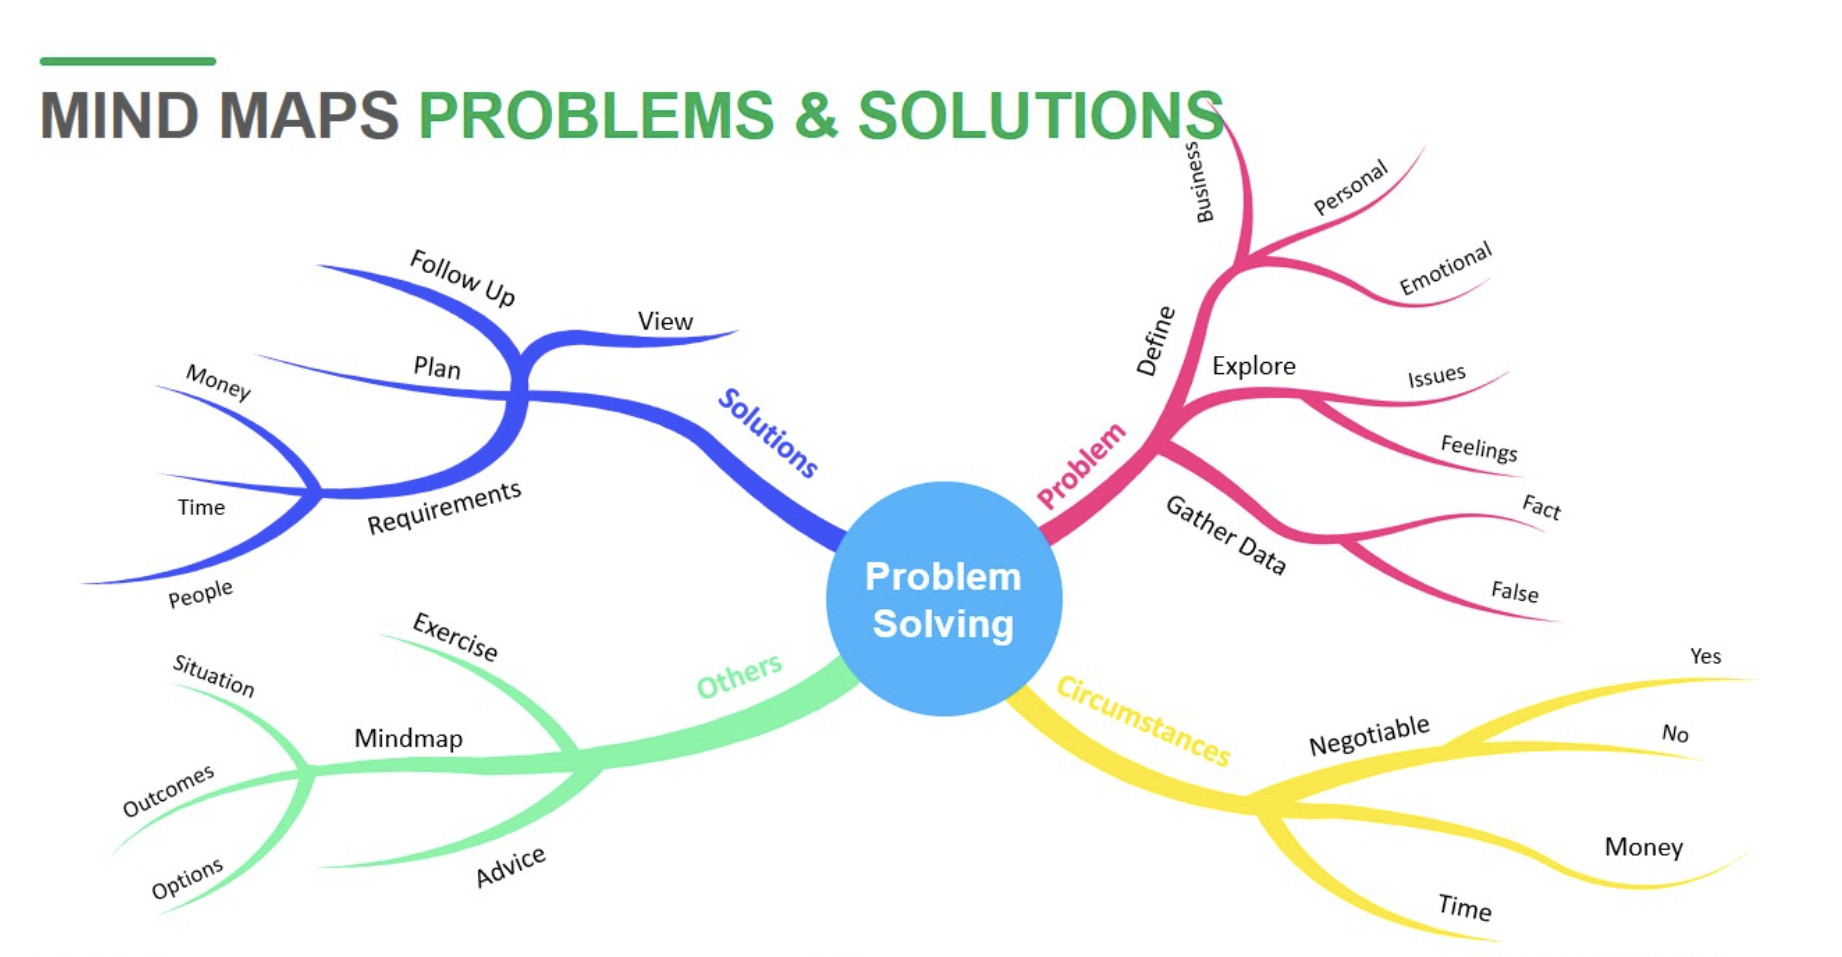 MIND MAPS PROBLEMS & SOLUTIONS
Follow Up
View
Plan
Money
Time
Requirements
People
Solutions
Business
Personal
Emotional
Define
Explore
Issues
Feelings
Problem
Gather Data
Fact
False
Problem
Solving
Exercise
Situation
Others
Mindmap
Outcomes
Options
Advice
Circumstances
Negotiable
Yes
No
Money
Time